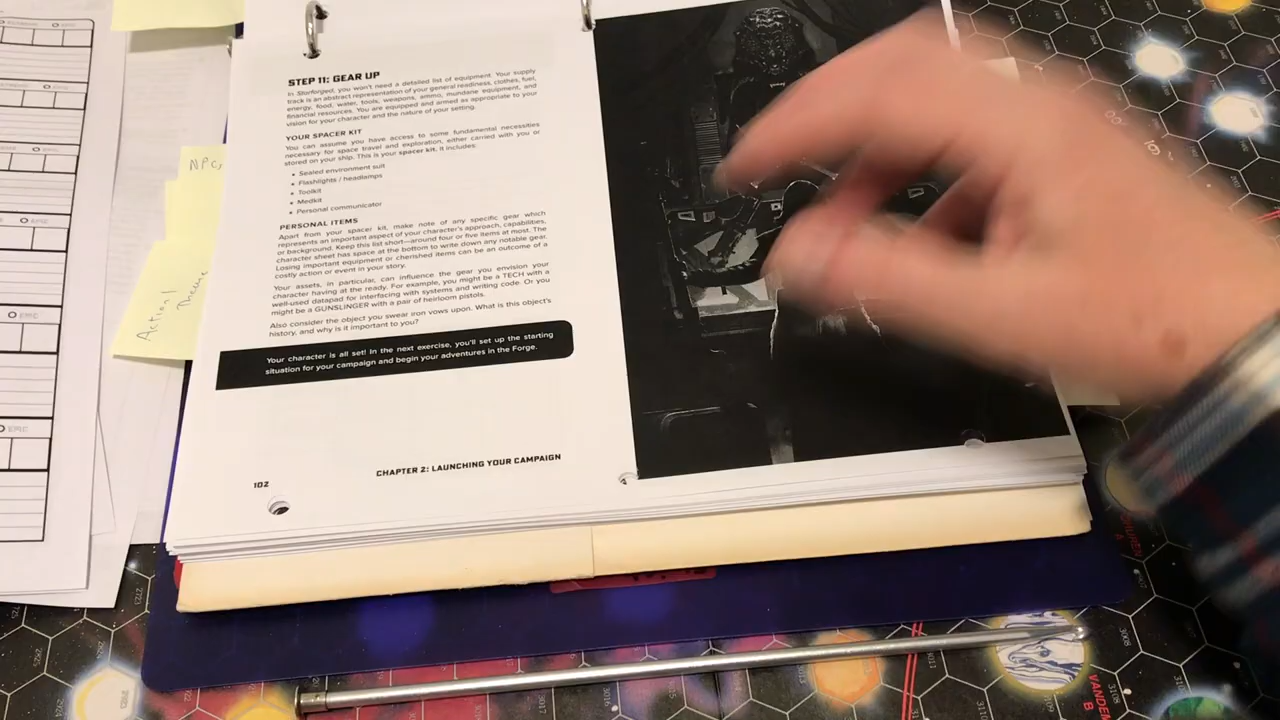 STEP 11: GEAR UP
In Starforged, you won't need a detailed list of equipment. Your supply
track is an abstract representation of your general readiness, clothes, fuel,
energy, food, water, tools, weapons, ammo, mundane equipment, and
financial resources. You are equipped and armed as appropriate to your
vision for your character and the nature of your setting.
YOUR SPACER KIT
You can assume you have access to some fundamental necessities
necessary for space travel and exploration, either carried with you or
stored on your ship. This is your spacer kit, it includes:
• Sealed environment suit
• Flashlights / headlamps
• Toolkit
• Medkit
• Personal communicator
PERSONAL ITEMS
Apart from your spacer kit, make note of any specific gear which
represents an important aspect of your character's approach, capabilities,
or background. Keep this list short—around four or five items at most. The
character sheet has space at the bottom to write down any notable gear.
Losing important equipment or cherished items can be an outcome of a
costly action or event in your story.
Your assets, in particular, can influence the gear you envision your
character having at the ready. For example, you might be a TECH with a
well-used datapad for interfacing with systems and writing code. Or you
might be a GUNSLINGER with a pair of heirloom pistols.
Also consider the object you swear iron vows upon. What is this object's
history, and why is it important to you?
Your character is all set! In the next exercise, you'll set up the starting
situation for your campaign and begin your adventures in the Forge.
102
CHAPTER 2: LAUNCHING YOUR CAMPAIGN
NPCs
Action/
Theme
EPIC
EPIC
EPIC
EPIC
3016
3011
3008
3108
VANDEN
B